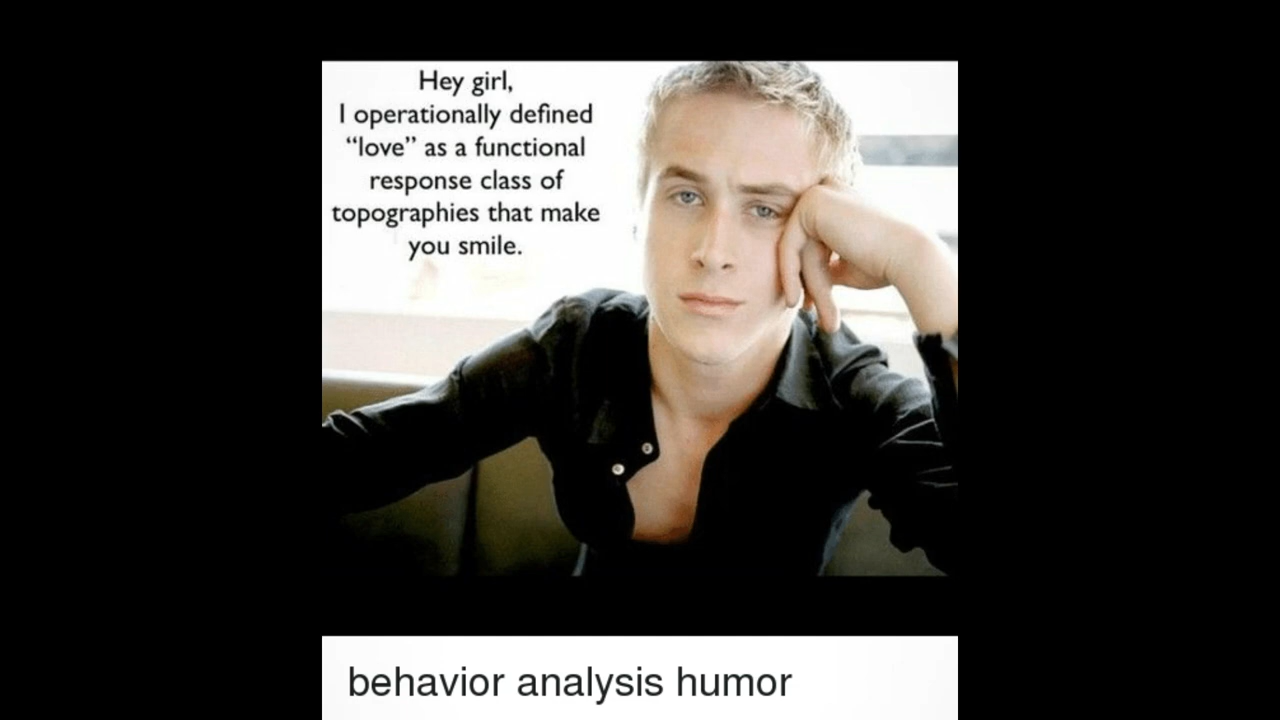 Hey girl,
I operationally defined
“love” as a functional
response class of
topographies that make
you smile.
behavior analysis humor